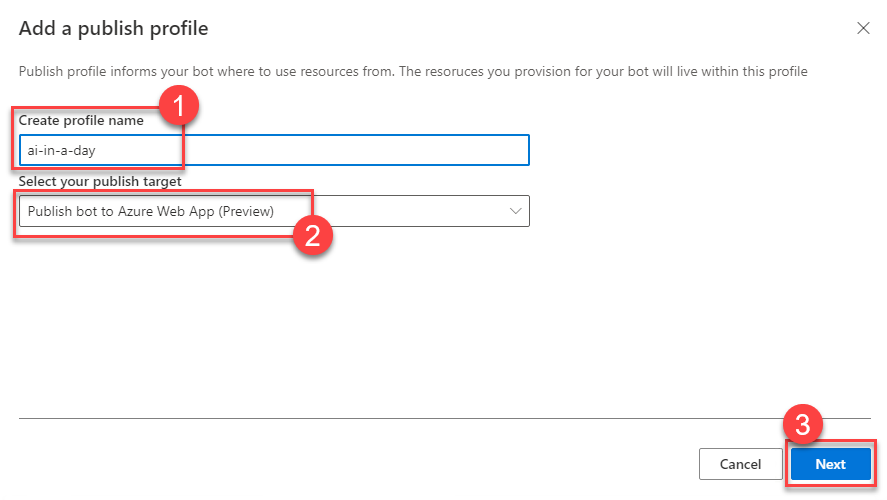 Add a publish profile
Publish profile informs your bot where to use resources from. The resoruces you provision for your bot will live within this profile
1
Create profile name
ai-in-a-day
Select your publish target
Publish bot to Azure Web App (Preview)
2
3
Cancel
Next